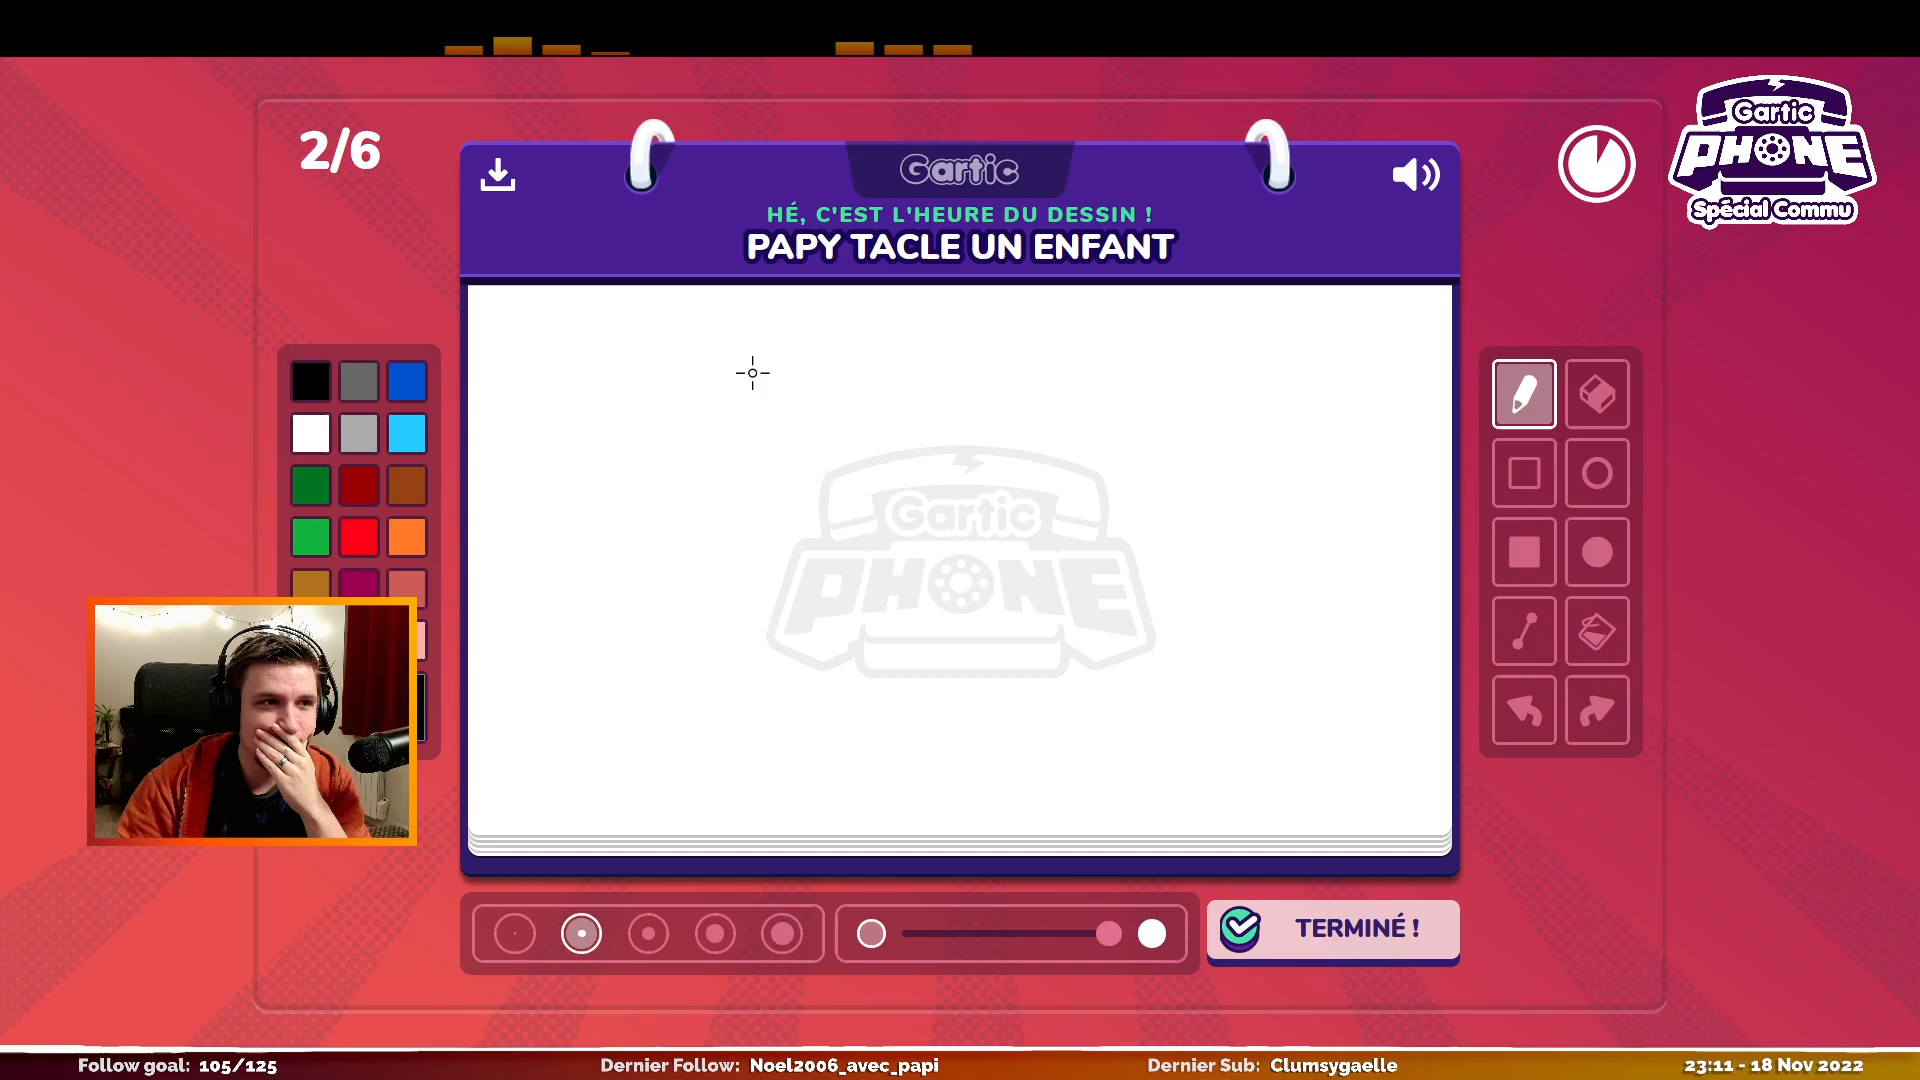 2/6
Gartic
HÉ, C'EST L'HEURE DU DESSIN !
PAPY TACLE UN ENFANT
Gartic
PHONE
Spécial Commu
Gartic
PHONE
TERMINÉ !
Follow goal: 105/125
Dernier Follow: Noel2006_avec_papi
Dernier Sub: Clumsygaelle
23:11 - 18 Nov 2022